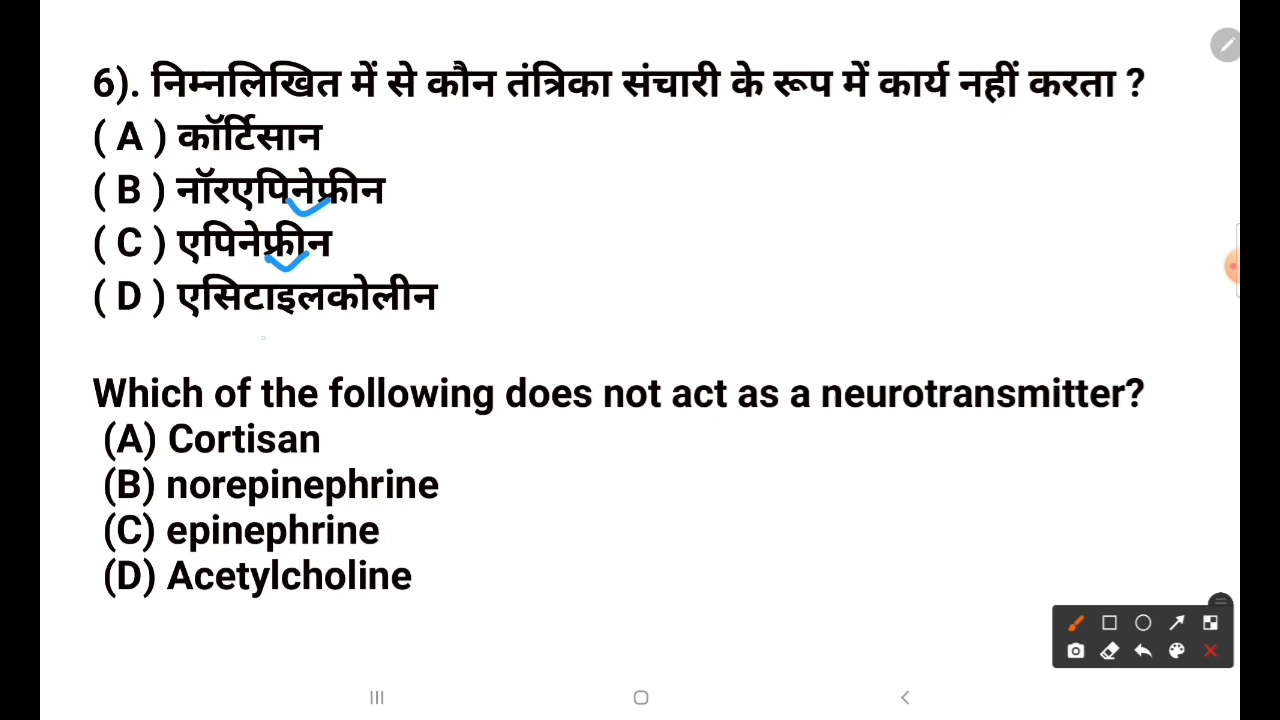 6). निम्नलिखित में से कौन तंत्रिका संचारी के रूप में कार्य नहीं करता ?
( A ) कॉर्टिसान
( B ) नॉरएपिनेफ्रीन
( C ) एपिनेफ्रीन
( D ) एसिटाइलकोलीन
Which of the following does not act as a neurotransmitter?
(A) Cortisan
(B) norepinephrine
(C) epinephrine
(D) Acetylcholine